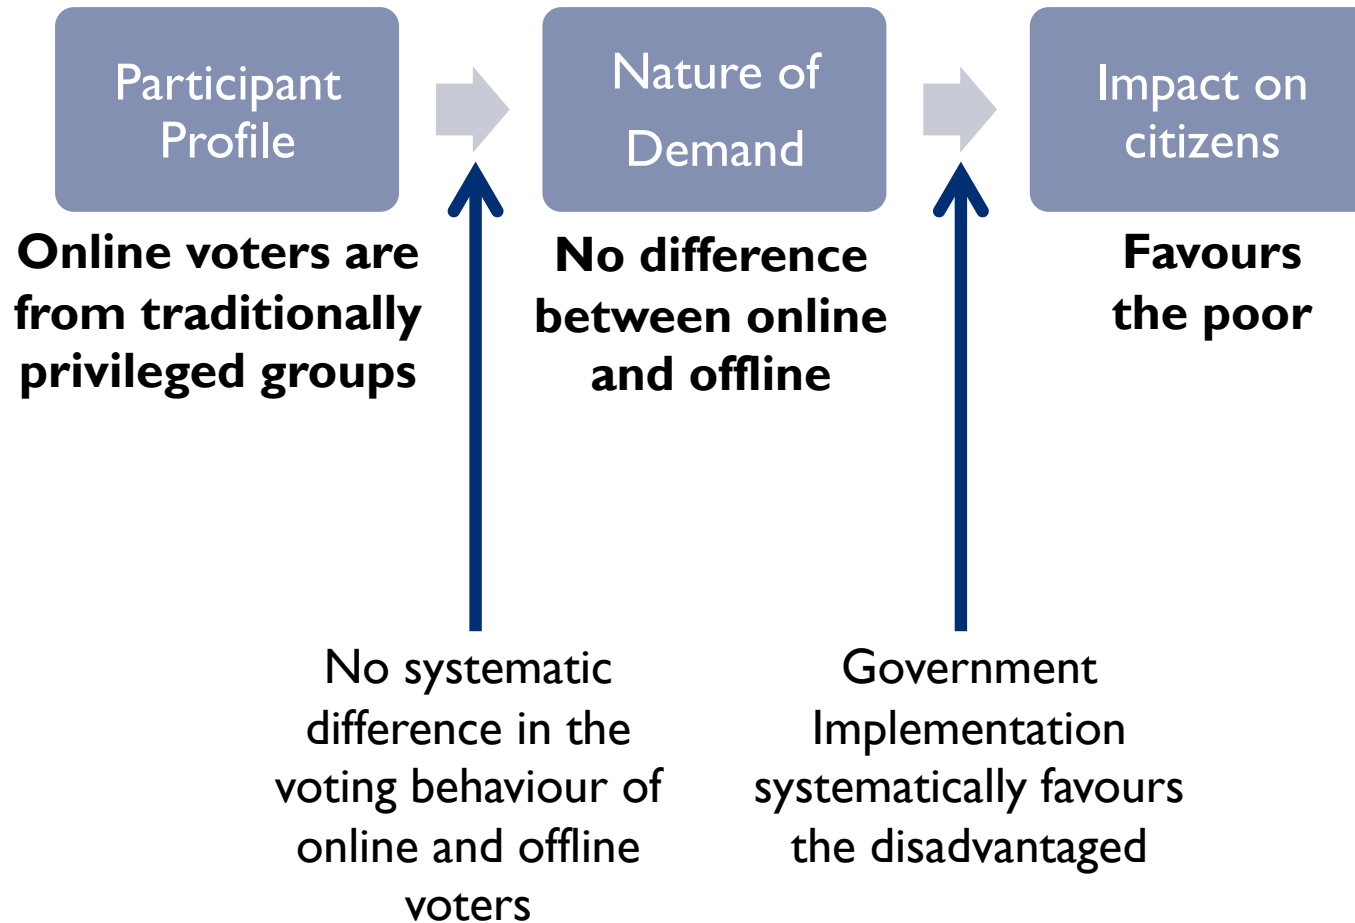 Participant
Profile
Nature of
Demand
Impact on
citizens
Online voters are
from traditionally
privileged groups
No difference
between online
and offline
Favours
the poor
No systematic
difference in the
voting behaviour of
online and offline
voters
Government
Implementation
systematically favours
the disadvantaged